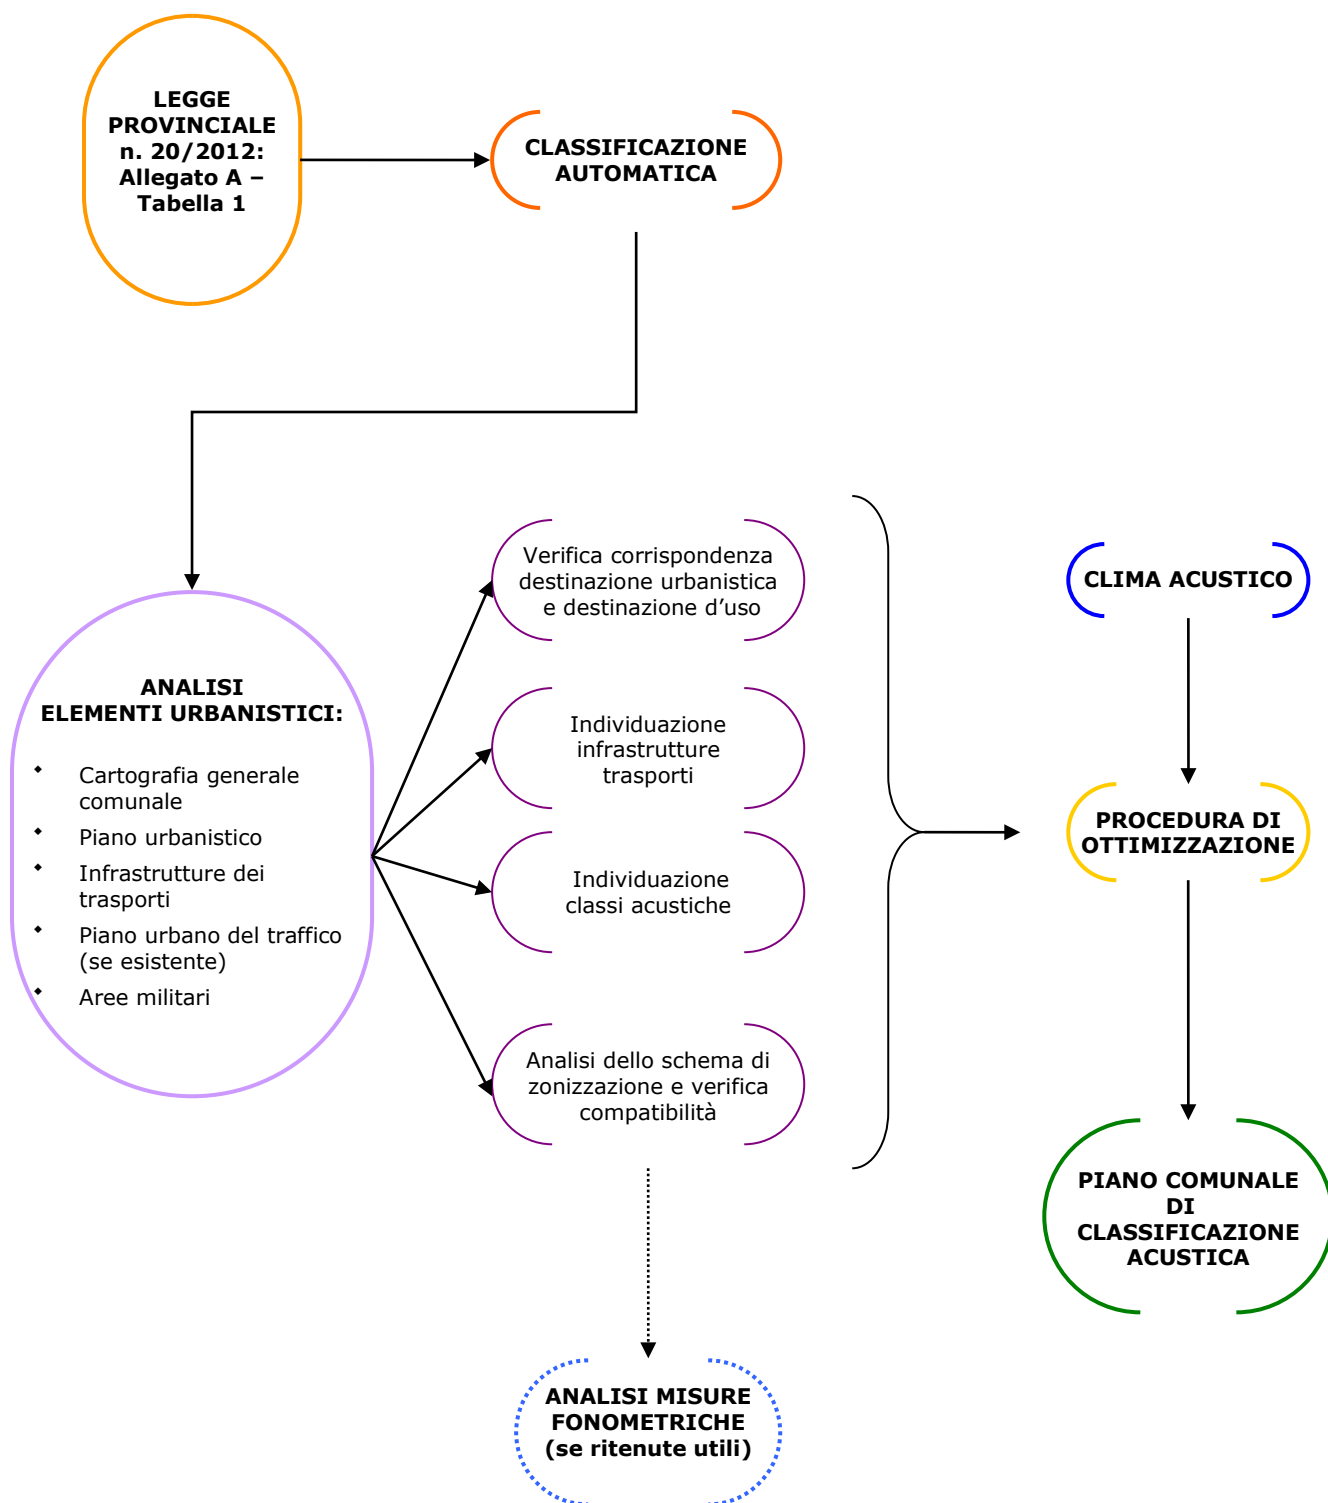 LEGGE
PROVINCIALE
n. 20/2012:
Allegato A –
Tabella 1
CLASSIFICAZIONE
AUTOMATICA
ANALISI
ELEMENTI URBANISTICI:
Cartografia generale
comunale
Piano urbanistico
Infrastrutture dei
trasporti
Piano urbano del traffico
(se esistente)
Aree militari
Verifica corrispondenza
destinazione urbanistica
e destinazione d’uso
Individuazione
infrastrutture
trasporti
Individuazione
classi acustiche
Analisi dello schema di
zonizzazione e verifica
compatibilità
ANALISI MISURE
FONOMETRICHE
(se ritenute utili)
CLIMA ACUSTICO
PROCEDURA DI
OTTIMIZZAZIONE
PIANO COMUNALE
DI
CLASSIFICAZIONE
ACUSTICA